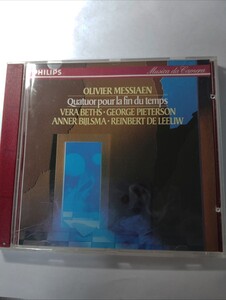 PHILIPS
Musica da Camera
OLIVIER MESSIAEN
Quatuor pour la fin du temps
VERA BETHS · GEORGE PIETERSON
ANNER BIJLSMA · REINBERT DE LEEUW